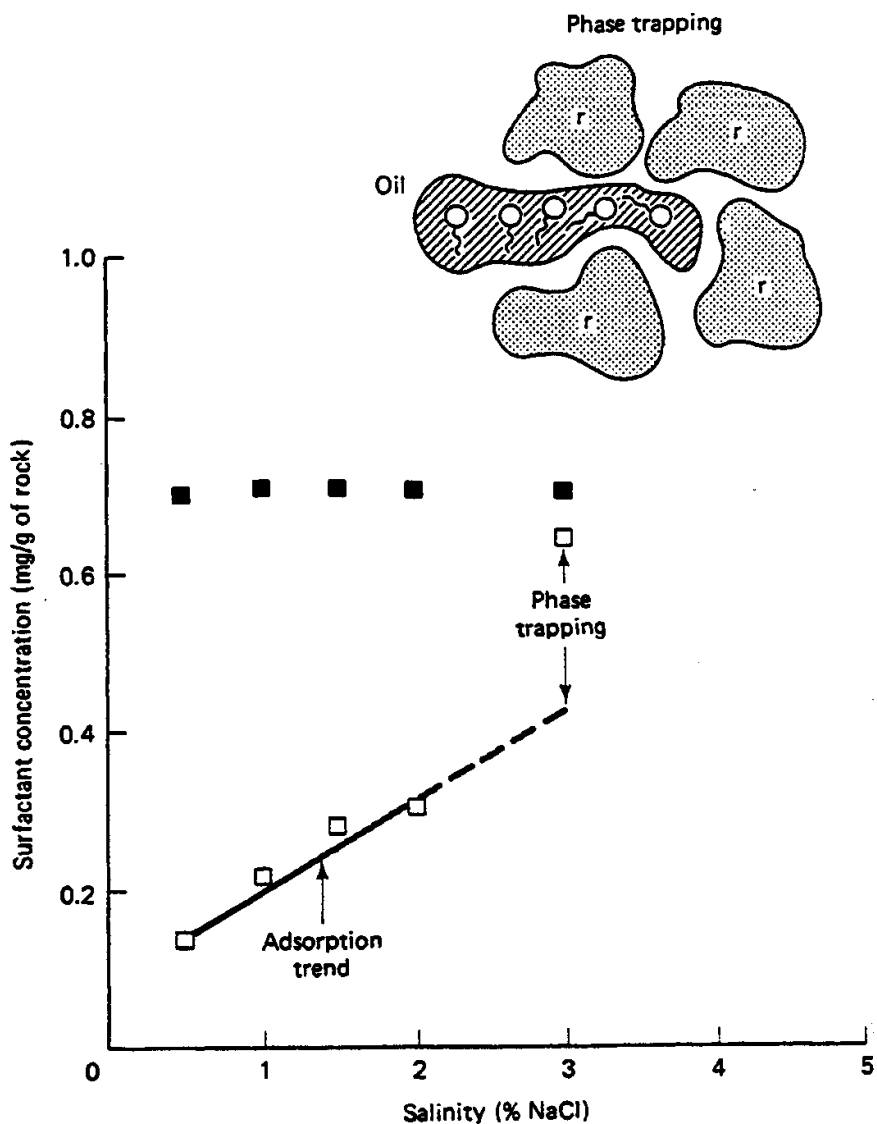 Phase trapping
r
r
Oil
r
r
1.0
0.8
0.6
0.4
0.2
0
Surfactant concentration (mg/g of rock)
Phase
trapping
Adsorption
trend
1
2
3
4
5
Salinity (% NaCl)